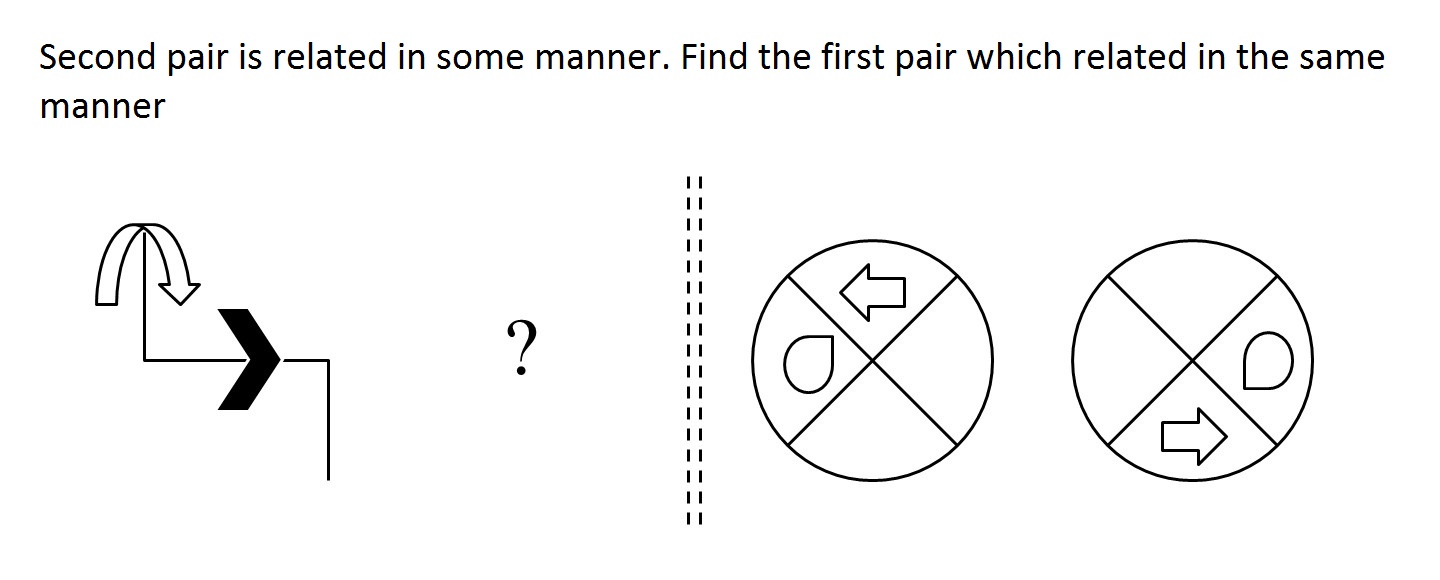 Second pair is related in some manner. Find the first pair which related in the same
manner
?